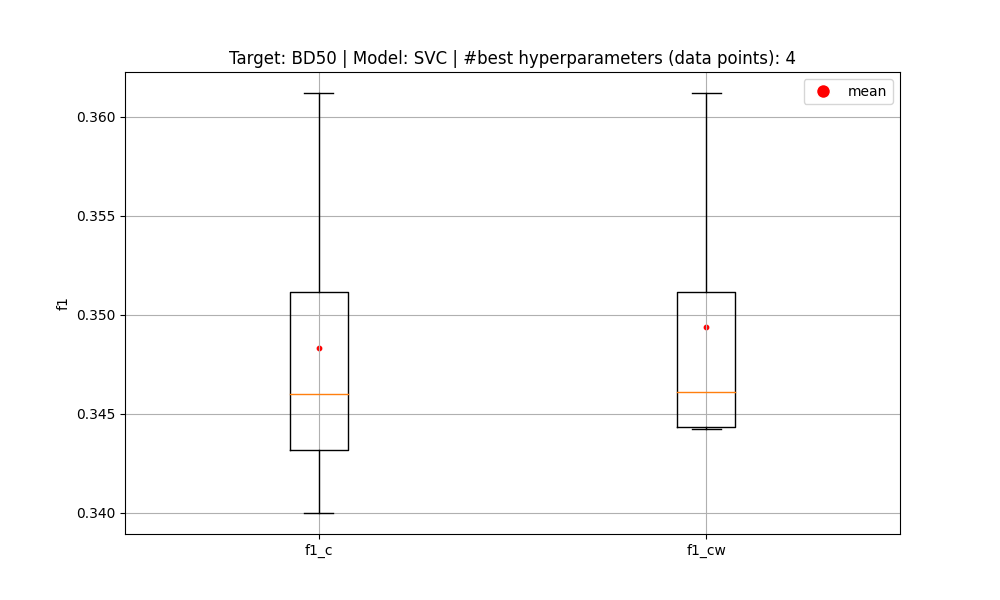 Target: BD50 | Model: SVC | #best hyperparameters (data points): 4
mean
0.360
0.355
0.350
0.345
0.340
f1
f1_c
f1_cw